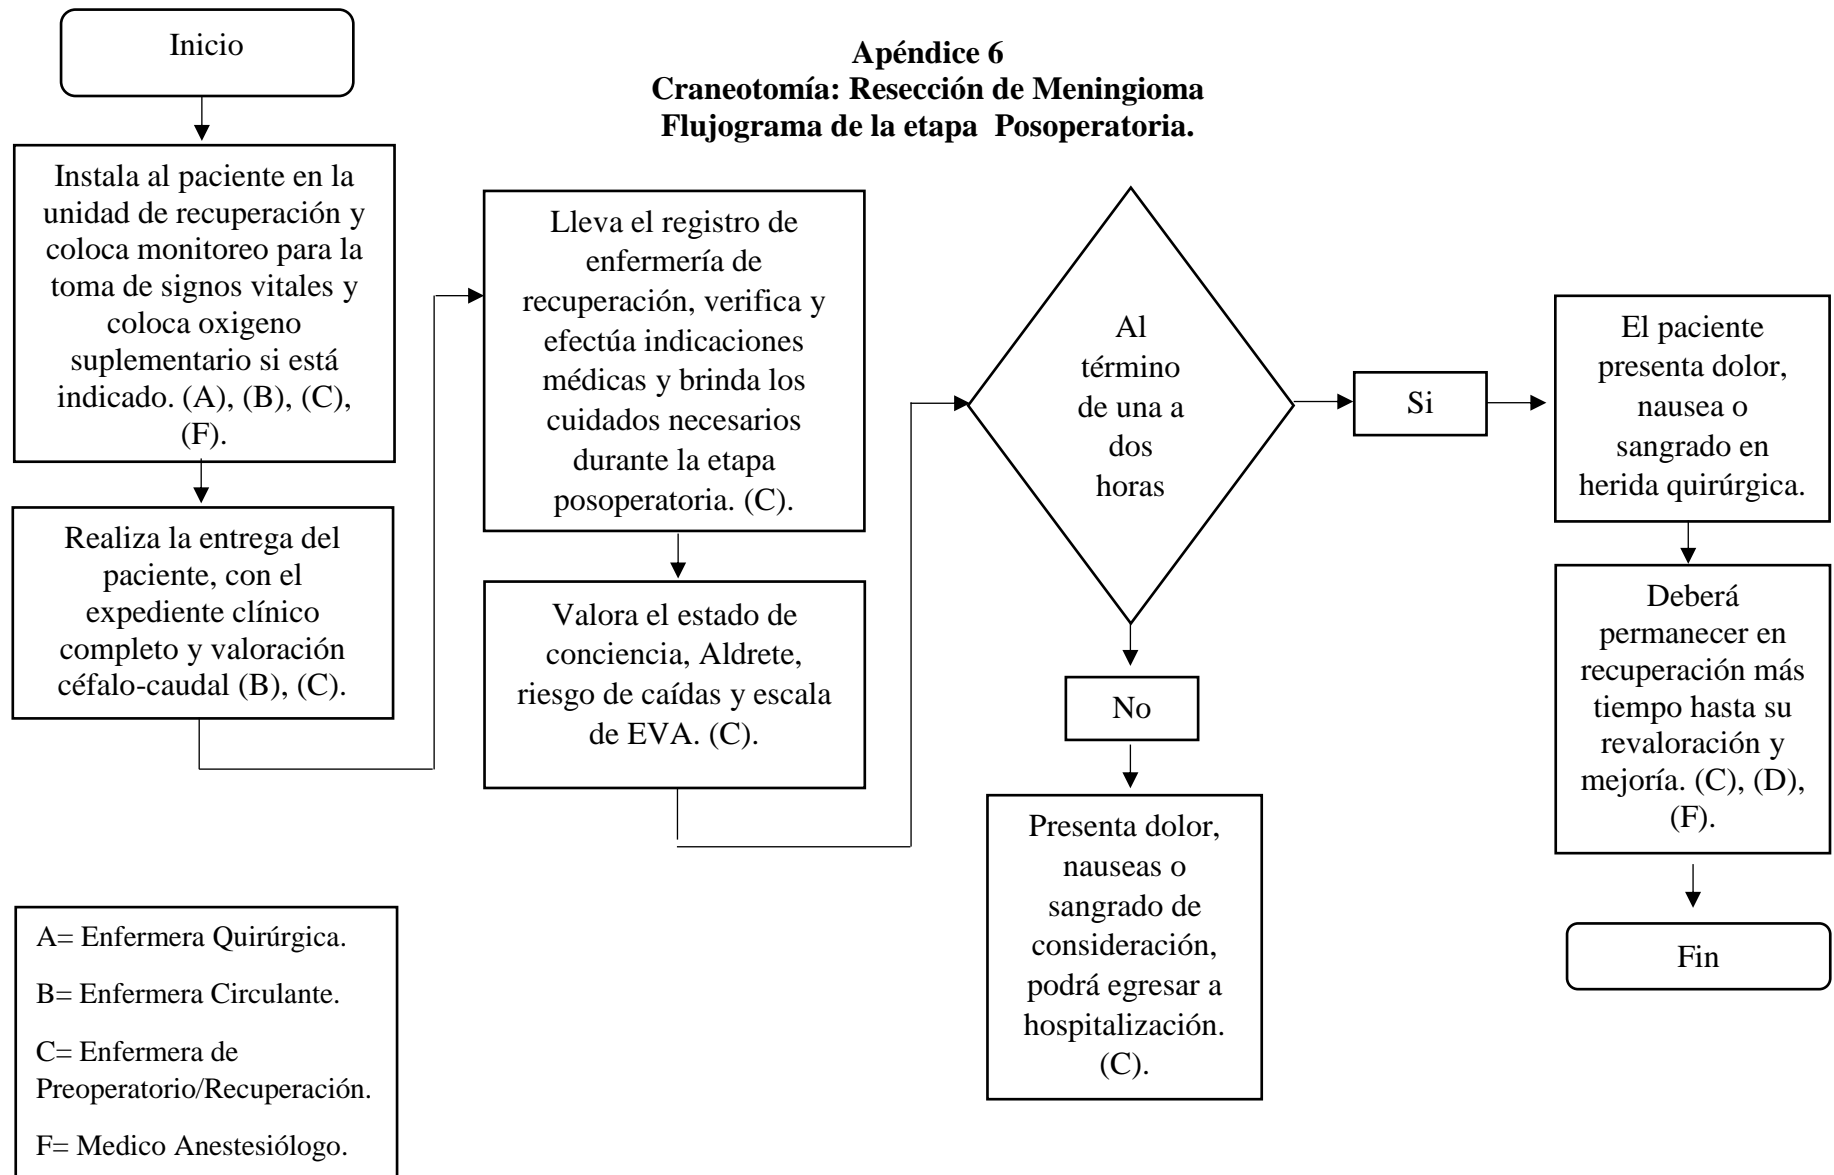 Inicio
Apéndice 6
Craneotomía: Resección de Meningioma
Flujograma de la etapa Posoperatoria.
Instala al paciente en la
unidad de recuperación y
coloca monitoreo para la
toma de signos vitales y
coloca oxigeno
suplementario si está
indicado. (A), (B), (C),
(F).
Realiza la entrega del
paciente, con el
expediente clínico
completo y valoración
céfalo-caudal (B), (C).
Lleva el registro de
enfermería de
recuperación, verifica y
efectúa indicaciones
médicas y brinda los
cuidados necesarios
durante la etapa
posoperatoria. (C).
Valora el estado de
conciencia, Aldrete,
riesgo de caídas y escala
de EVA. (C).
Al
término
de una a
dos
horas
Si
El paciente
presenta dolor,
nausea o
sangrado en
herida quirúrgica.
Deberá
permanecer en
recuperación más
tiempo hasta su
revaloración y
mejoría. (C), (D),
(F).
Fin
No
Presenta dolor,
nauseas o
sangrado de
consideración,
podrá egresar a
hospitalización.
(C).
A= Enfermera Quirúrgica.
B= Enfermera Circulante.
C= Enfermera de
Preoperatorio/Recuperación.
F= Medico Anestesiólogo.